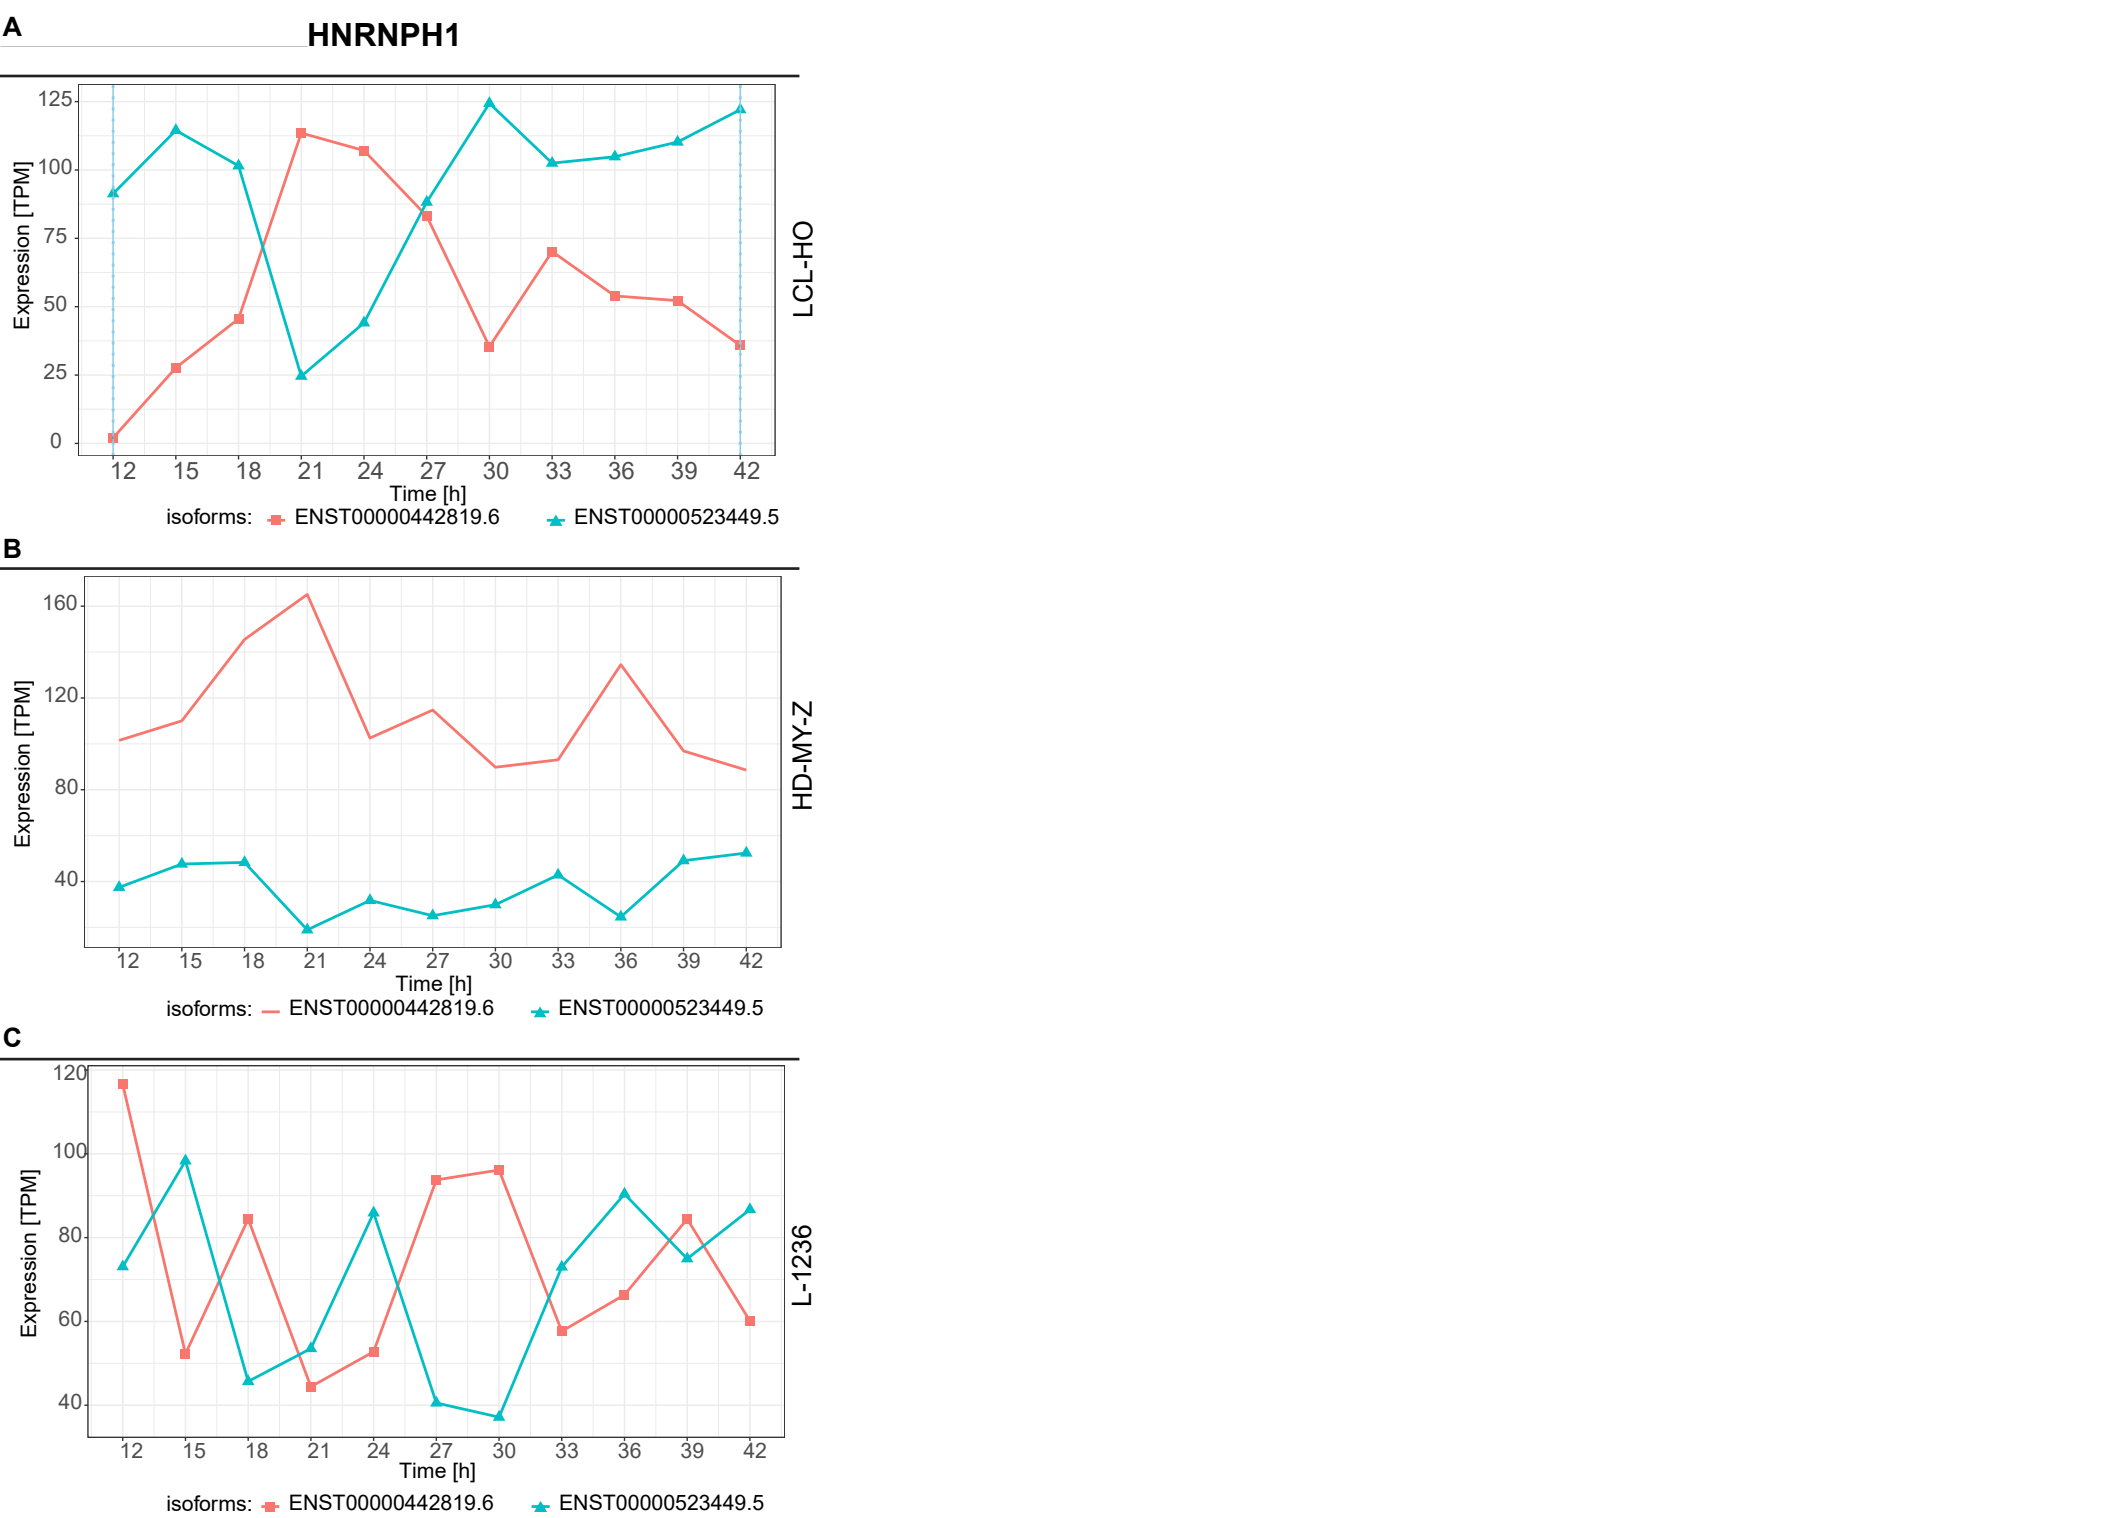 A
HNRNPH1
125
100
75
50
25
0
Expression [TPM]
LCL-HO
12 15 18 21 24 27 30 33 36 39 42
Time [h]
isoforms: ENST00000442819.6 ENST00000523449.5
B
160
120
80
40
Expression [TPM]
HD-MY-Z
12 15 18 21 24 27 30 33 36 39 42
Time [h]
isoforms: ENST00000442819.6 ENST00000523449.5
C
120
100
80
60
40
Expression [TPM]
L-1236
12 15 18 21 24 27 30 33 36 39 42
Time [h]
isoforms: ENST00000442819.6 ENST00000523449.5